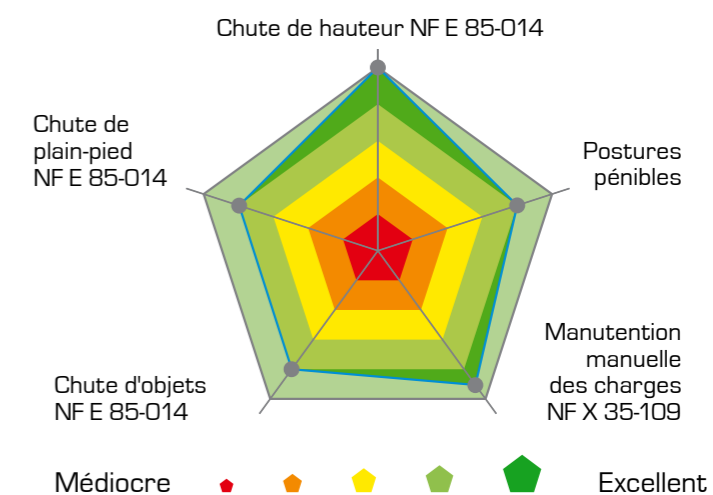 Chute de hauteur NF E 85-014
Chute de
plain-pied
NF E 85-014
Postures
pénibles
Manutention
manuelle
des charges
NF X 35-109
Chute d'objets
NF E 85-014
Médiocre
Excellent